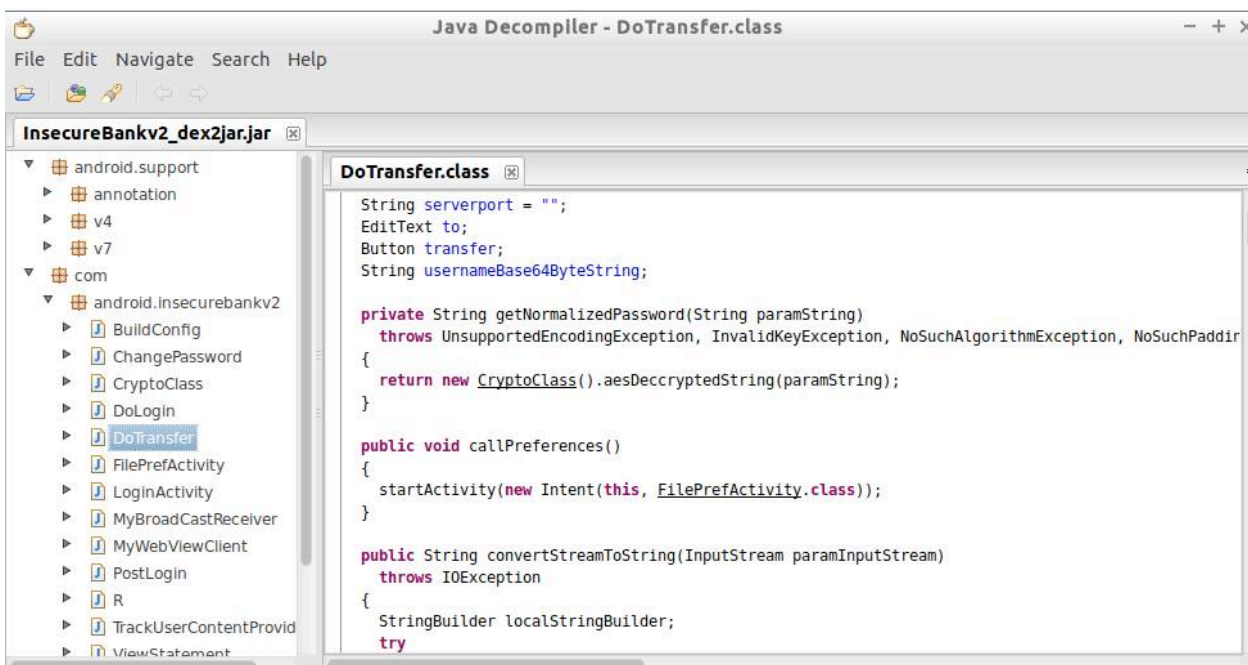 Java Decompiler - DoTransfer.class
File Edit Navigate Search Help
InsecureBankv2_dex2jar.jar
android.support
annotation
v4
v7
com
android.insecurebankv2
BuildConfig
ChangePassword
CryptoClass
DoLogin
DoTransfer
FilePrefActivity
LoginActivity
MyBroadCastReceiver
MyWebViewClient
PostLogin
R
TrackUserContentProvid
ViewStatement
DoTransfer.class
String serverport = "";
EditText to;
Button transfer;
String usernameBase64ByteString;
private String getNormalizedPassword(String paramString)
throws UnsupportedEncodingException, InvalidKeyException, NoSuchAlgorithmException, NoSuchPaddin
{
return new CryptoClass().aesDeccryptedString(paramString);
}
public void callPreferences()
{
startActivity(new Intent(this, FilePrefActivity.class));
}
public String convertStreamToString(InputStream paramInputStream)
throws IOException
{
StringBuilder localStringBuilder;
try